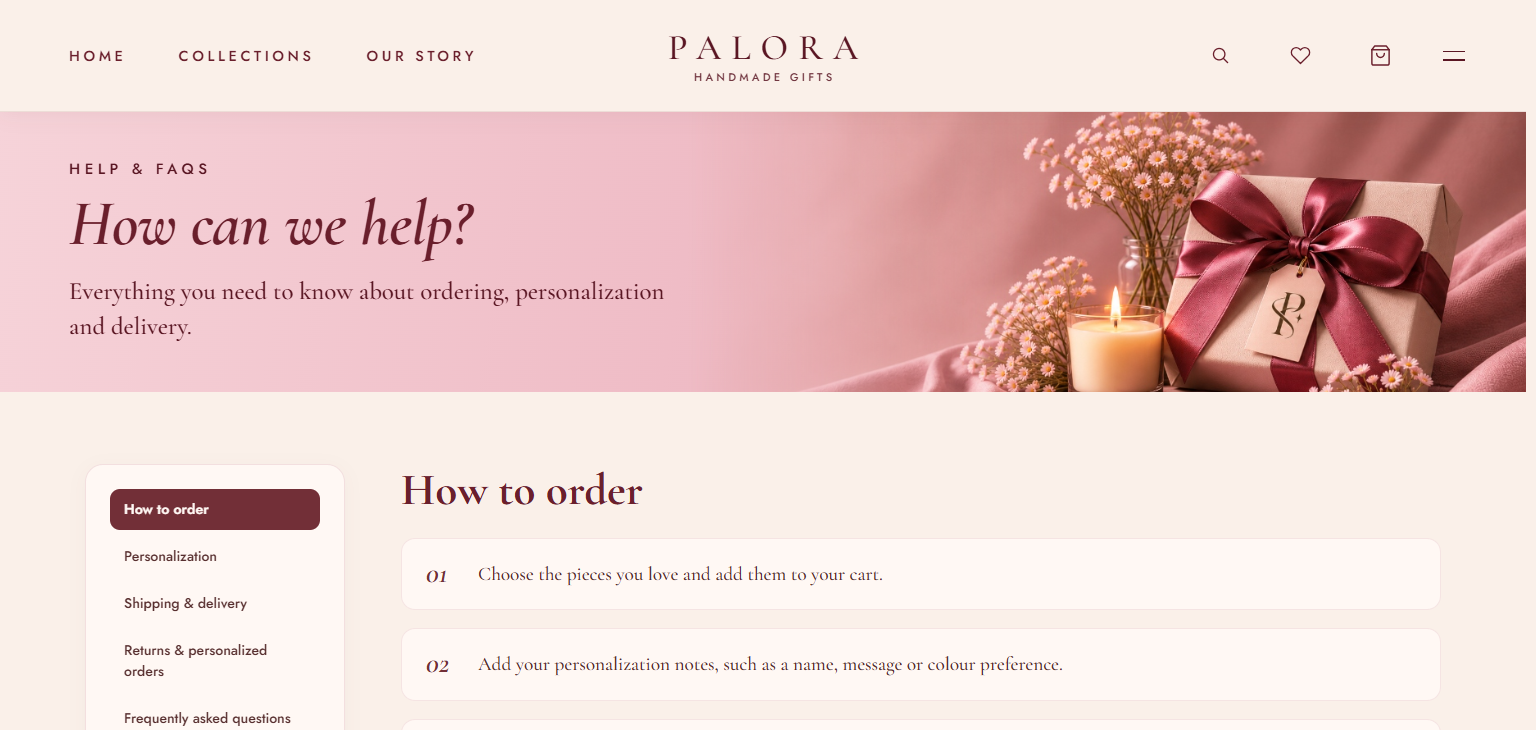 HOME
COLLECTIONS
OUR STORY
PALORA
HANDMADE GIFTS
HELP & FAQS
How can we help?
Everything you need to know about ordering, personalization
and delivery.
How to order
Personalization
Shipping & delivery
Returns & personalized
orders
Frequently asked questions
How to order
01 Choose the pieces you love and add them to your cart.
02 Add your personalization notes, such as a name, message or colour preference.